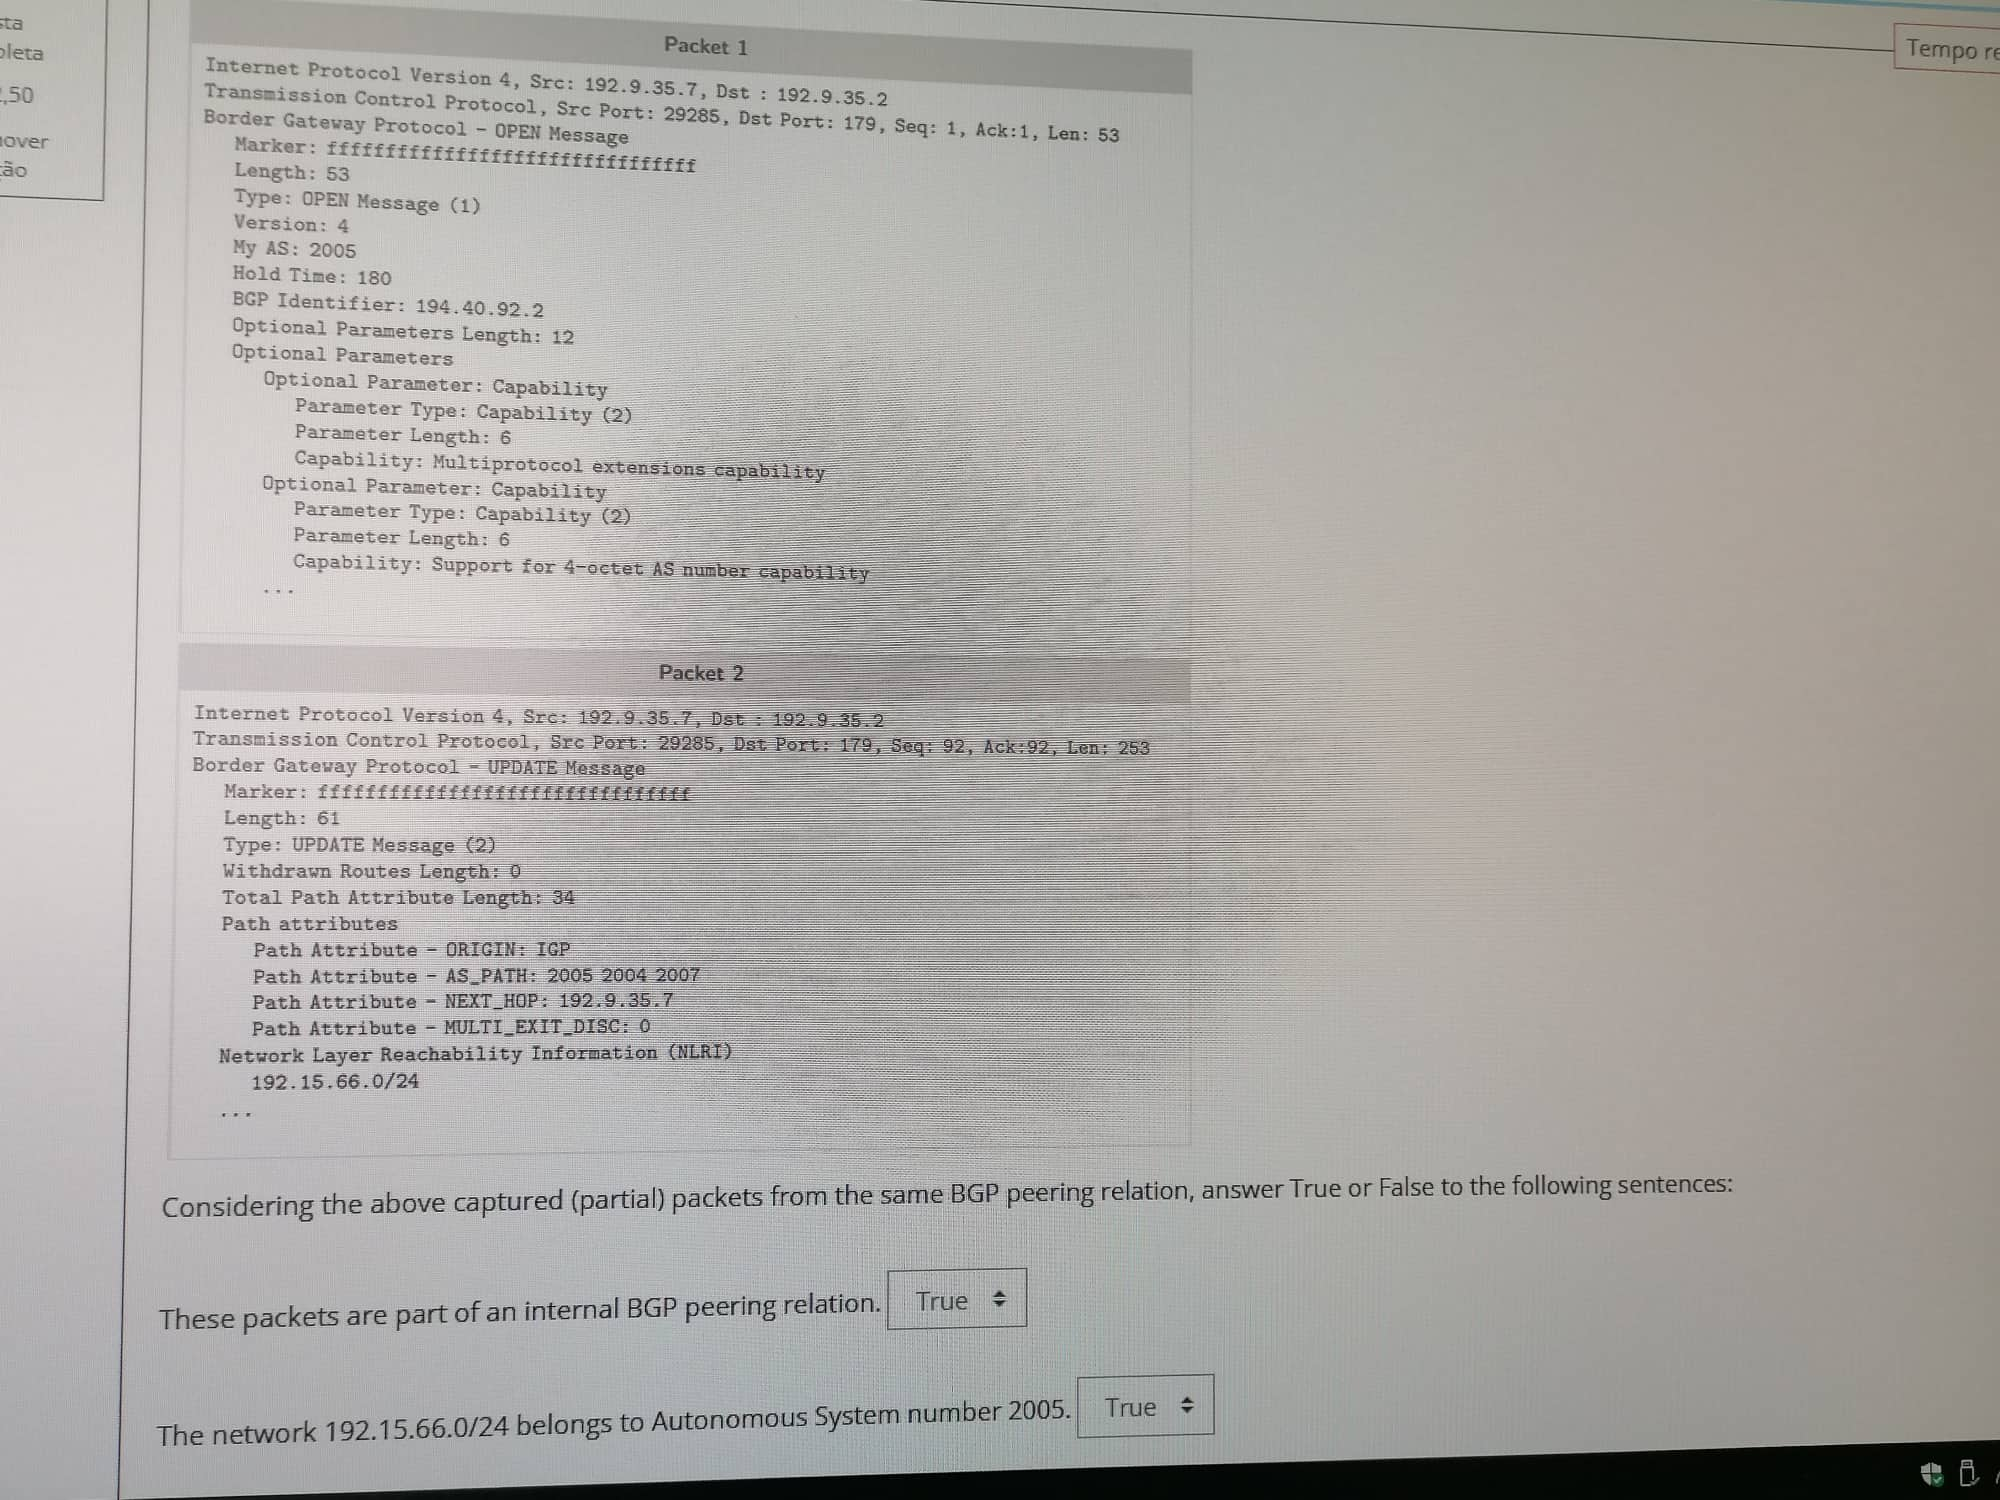 Tempo
,50
Packet 1
Internet Protocol Version 4, Src: 192.9.35.7, Dst : 192.9.35.2
Transmission Control Protocol, Src Port: 29285, Dst Port: 179, Seq: 1, Ack:1, Len: 53
Border Gateway Protocol - OPEN Message
Marker: ffffffffffffffffffffffffffffffff
Length: 53
Type: OPEN Message (1)
Version: 4
My AS: 2005
Hold Time: 180
BGP Identifier: 194.40.92.2
Optional Parameters Length: 12
Optional Parameters
Optional Parameter: Capability
Parameter Type: Capability (2)
Parameter Length: 6
Capability: Multiprotocol extensions capability
Optional Parameter: Capability
Parameter Type: Capability (2)
Parameter Length: 6
Capability: Support for 4-octet AS number capability
...
Packet 2
Internet Protocol Version 4, Src: 192.9.35.7, Dst : 192.9.35.2
Transmission Control Protocol, Src Port: 29285, Dst Port: 179, Seq: 92, Ack:92, Len: 253
Border Gateway Protocol - UPDATE Message
Marker: ffffffffffffffffffffffffffffffff
Length: 61
Type: UPDATE Message (2)
Withdrawn Routes Length: 0
Total Path Attribute Length: 34
Path attributes
Path Attribute - ORIGIN: IGP
Path Attribute - AS_PATH: 2005 2004 2007
Path Attribute - NEXT_HOP: 192.9.35.7
Path Attribute - MULTI_EXIT_DISC: 0
Network Layer Reachability Information (NLRI)
192.15.66.0/24
...
Considering the above captured (partial) packets from the same BGP peering relation, answer True or False to the following sentences:
These packets are part of an internal BGP peering relation. True
The network 192.15.66.0/24 belongs to Autonomous System number 2005. True